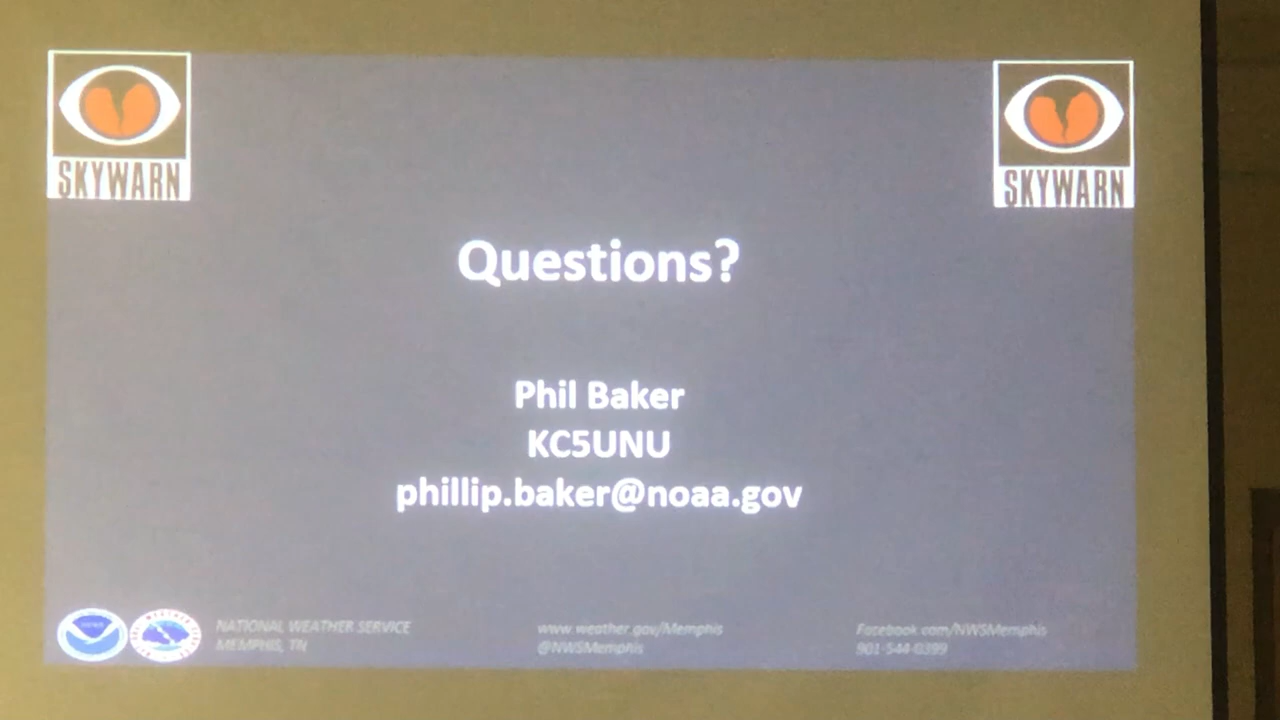 SKYWARN
SKYWARN
Questions?
Phil Baker
KC5UNU
phillip.baker@noaa.gov
NATIONAL WEATHER SERVICE
MEMPHIS, TN
www.weather.gov/Memphis
@NWSMemphis
Facebook.com/NWSMemphis
901-544-0399